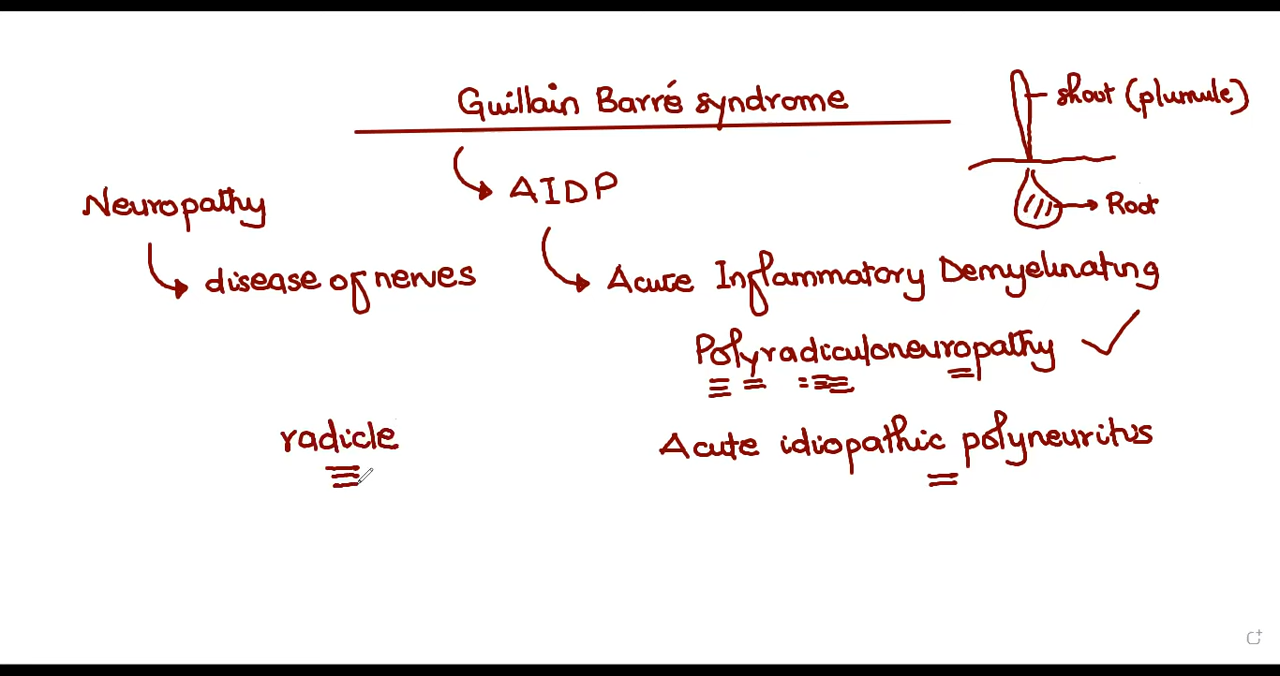 Guillain Barré syndrome
shoot (plumule)
AIDP
Neuropathy
Root
disease of nerves
Acute Inflammatory Demyelinating
Polyradiculoneuropathy
radicle
Acute idiopathic polyneuritis